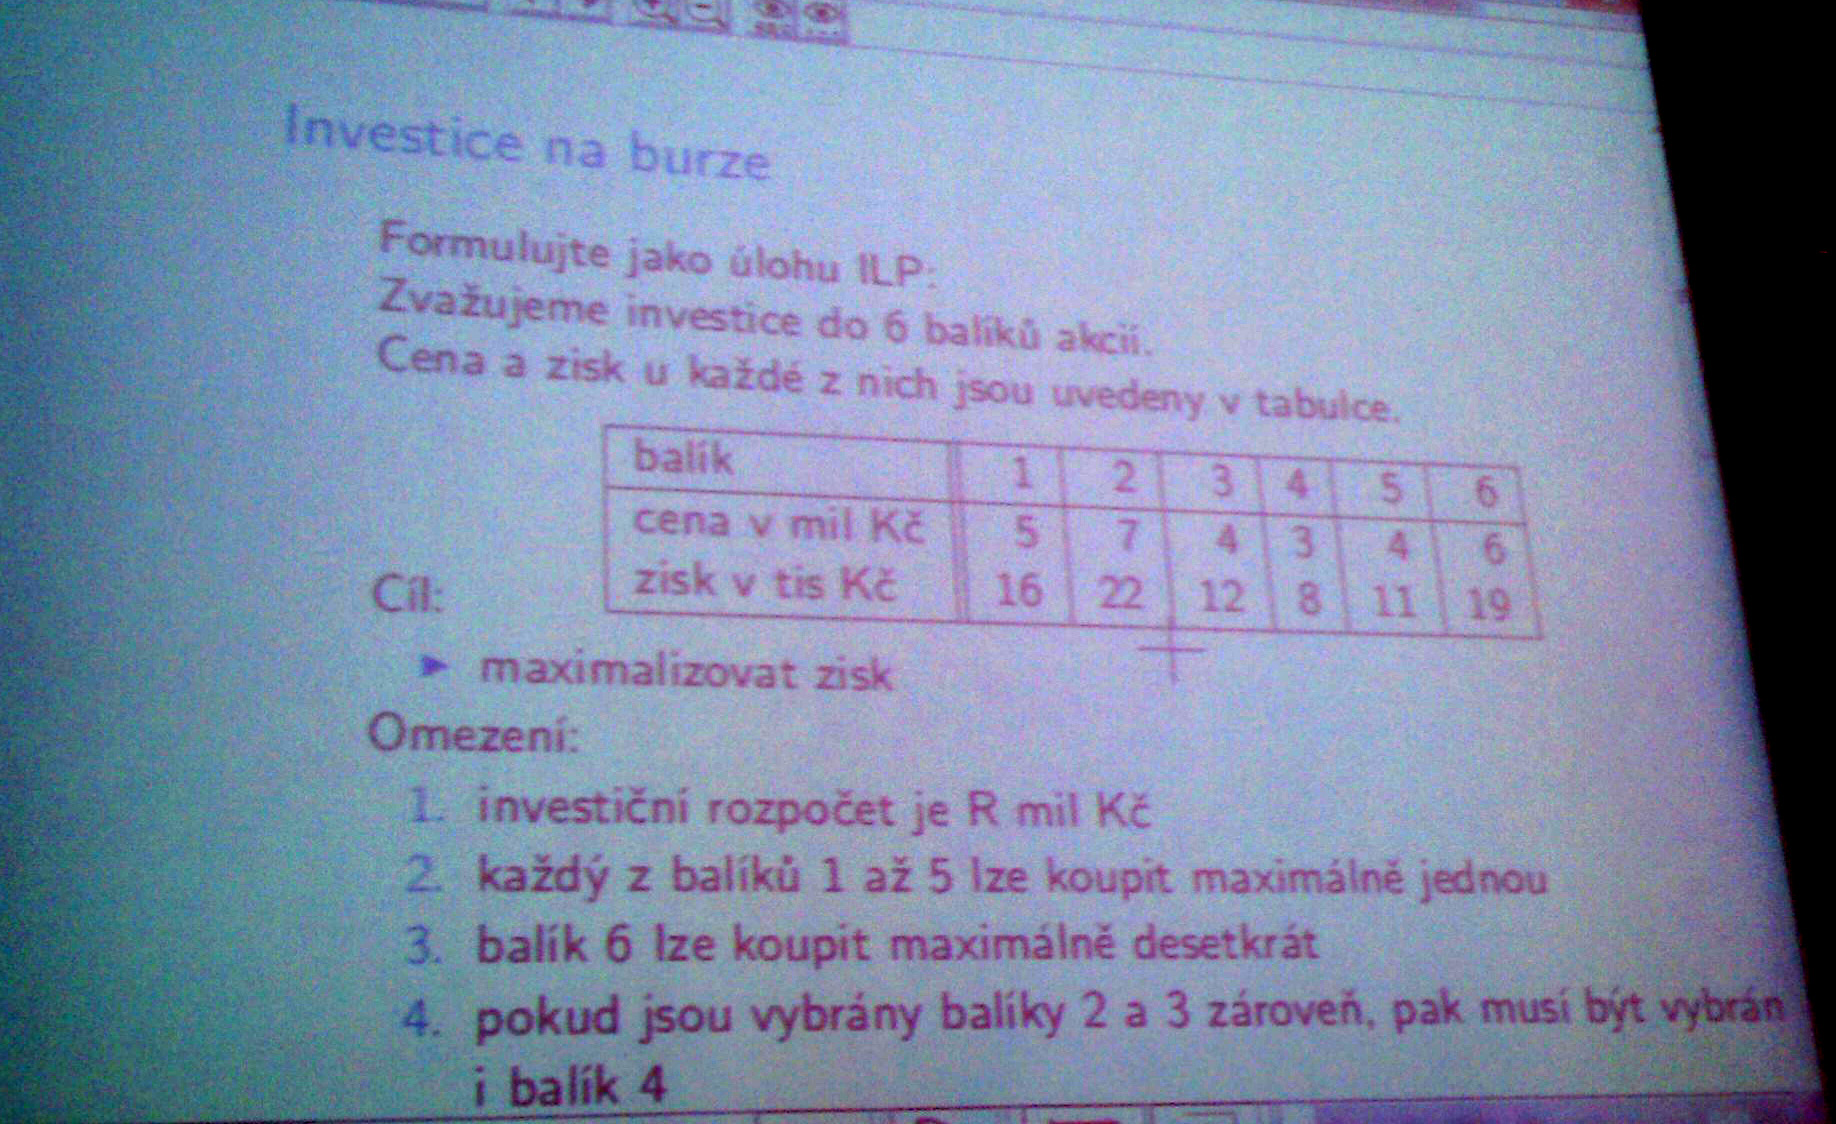 Investice na burze
Formulujte jako úlohu ILP:
Zvažujeme investice do 6 balíků akcií.
Cena a zisk u každé z nich jsou uvedeny v tabulce.
balík 1 2 3 4 5 6
cena v mil Kč 5 7 4 3 4 6
zisk v tis Kč 16 22 12 8 11 19
Cíl:
► maximalizovat zisk
Omezení:
1. investiční rozpočet je R mil Kč
2. každý z balíků 1 až 5 lze koupit maximálně jednou
3. balík 6 lze koupit maximálně desetkrát
4. pokud jsou vybrány balíky 2 a 3 zároveň, pak musí být vybrán
i balík 4